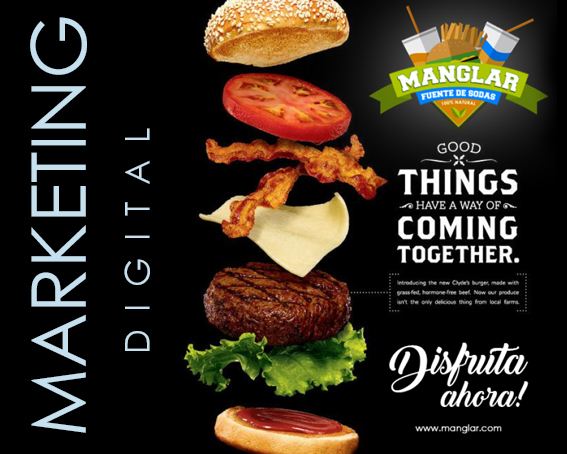 MARKETING
DIGITAL
MANGLAR
FUENTE DE SODAS
100% NATURAL
GOOD
THINGS
HAVE A WAY OF
COMING
TOGETHER.
Introducing the new Clyde's burger, made with
grass-fed, hormone-free beef. Now our produce
isn't the only delicious thing from local farms.
Disfruta
ahora!
www.manglar.com